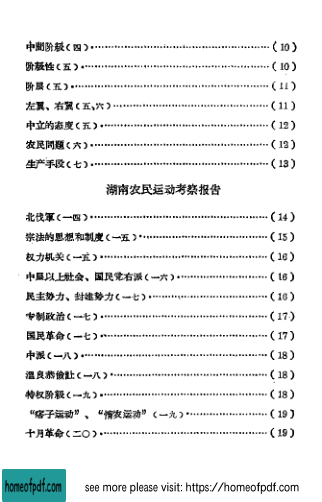 中間阶級（四）……（10）
阶級性（五）……（10）
阶层（五）……（11）
左翼、右翼（五、六）……（11）
中立的态度（五）……（12）
农民問題（六）……（12）
生产手段（七）……（13）
湖南农民运动考察报告
北伐軍（一四）……（14）
宗法的思想和制度（一五）……（15）
权力机关（一五）……（16）
中层以上社会、国民党右派（一六）……（16）
民主势力、封建势力（一七）……（16）
专制政治（一七）……（17）
国民革命（一七）……（17）
中派（一八）……（18）
温良恭儉让（一八）……（18）
特权阶級（一九）……（18）
“痞子运动”、“惰农运动”（一九）……（19）
十月革命（二〇）……（19）
homeofpdf.com
see more please visit: https://homeofpdf.com